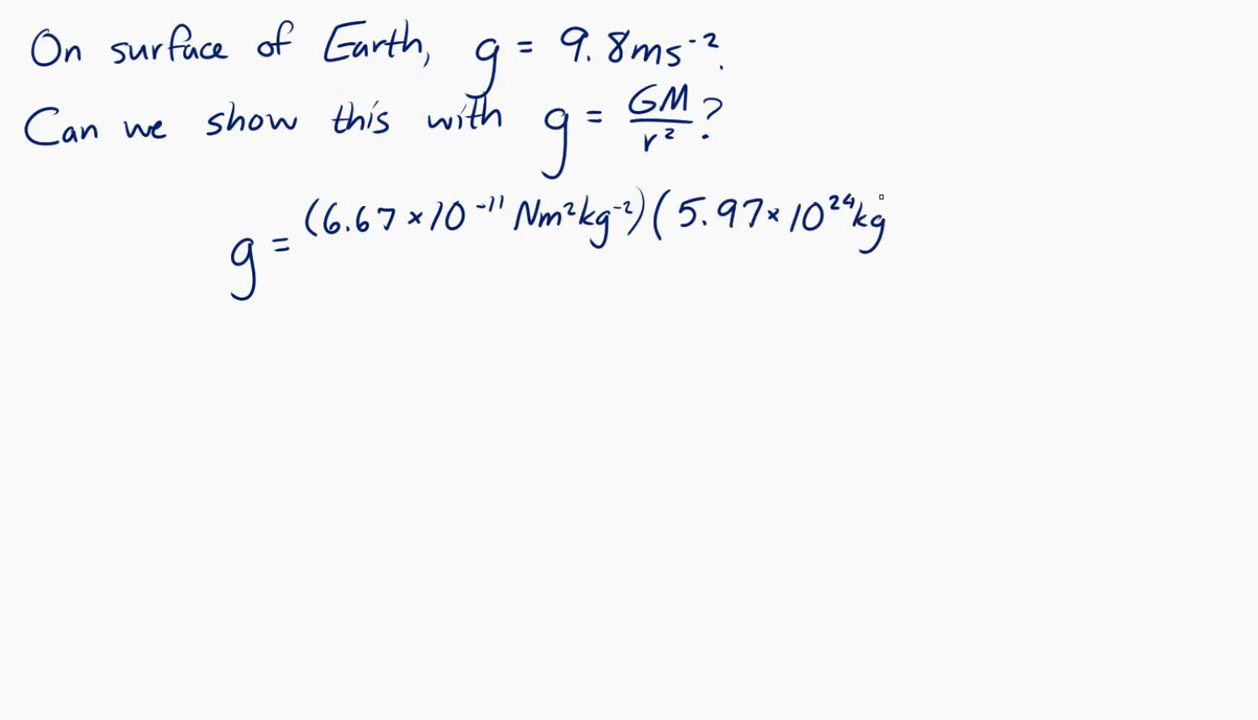 On surface of Earth, g = 9.8ms⁻².
Can we show this with g = GM/r²?
g = (6.67×10⁻¹¹ Nm²kg⁻²)(5.97×10²⁴kg